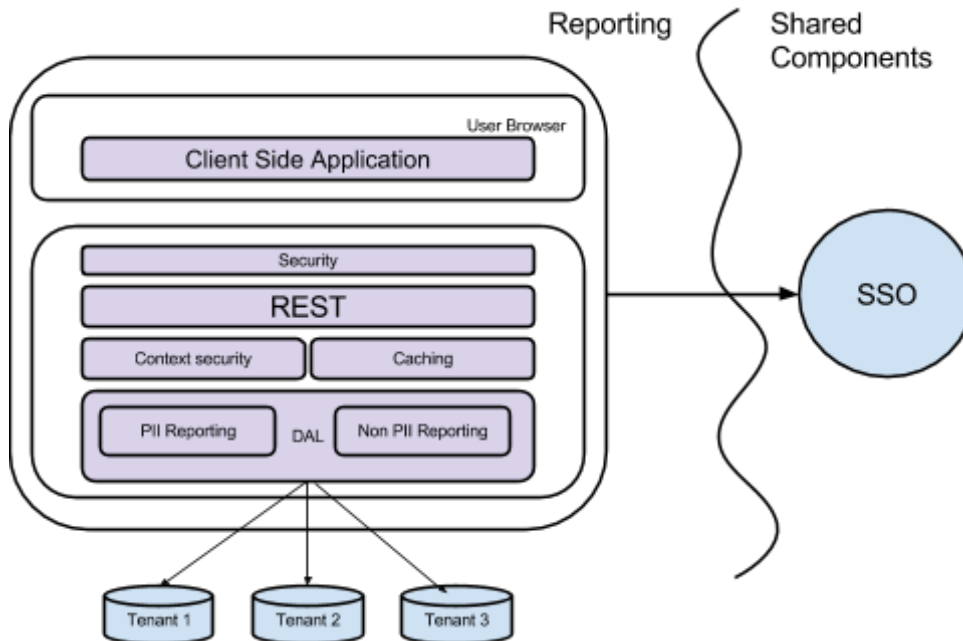 Reporting
Shared
Components
User Browser
Client Side Application
Security
REST
SSO
Context security
Caching
PII Reporting
DAL
Non PII Reporting
Tenant 1
Tenant 2
Tenant 3